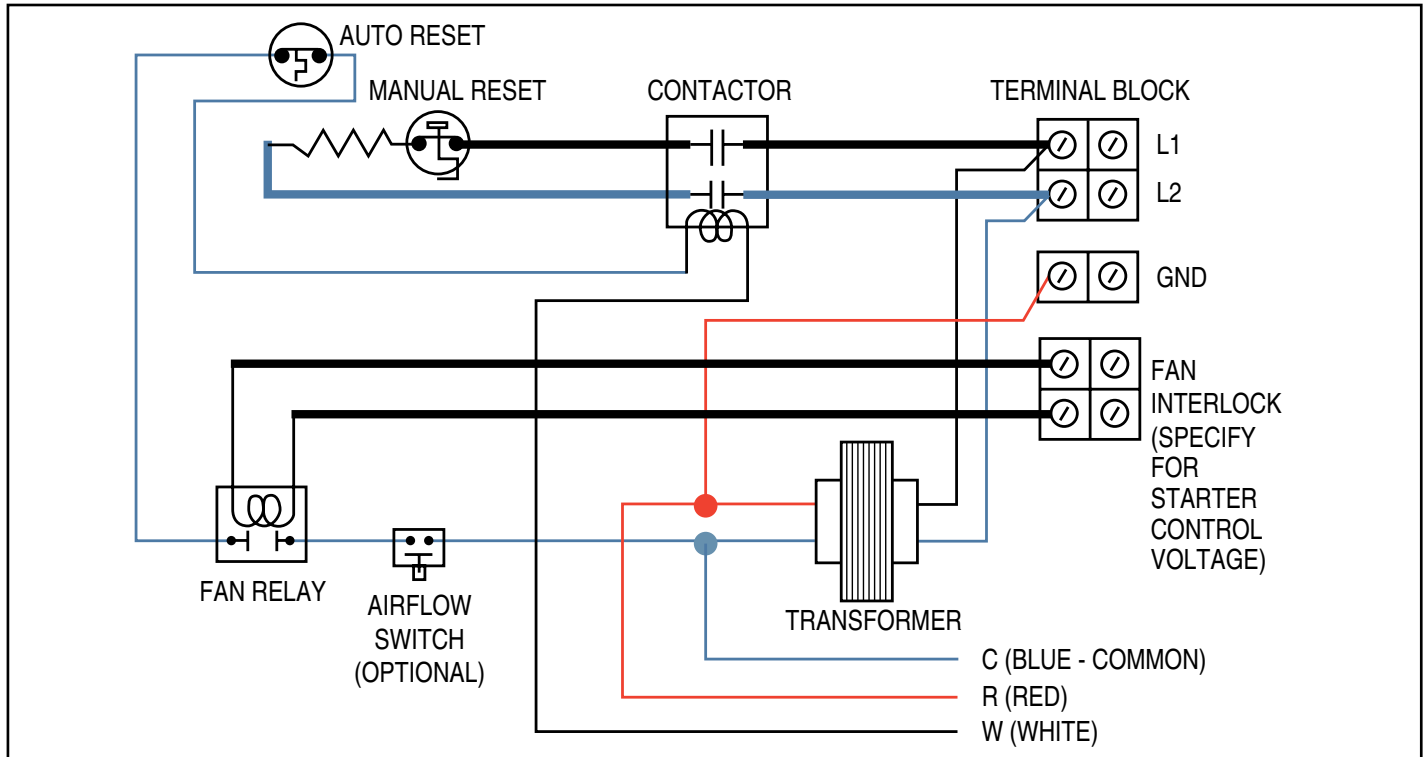 AUTO RESET
MANUAL RESET
CONTACTOR
TERMINAL BLOCK
L1
L2
GND
FAN
INTERLOCK
(SPECIFY
FOR
STARTER
CONTROL
VOLTAGE)
FAN RELAY
AIRFLOW
SWITCH
(OPTIONAL)
TRANSFORMER
C (BLUE - COMMON)
R (RED)
W (WHITE)